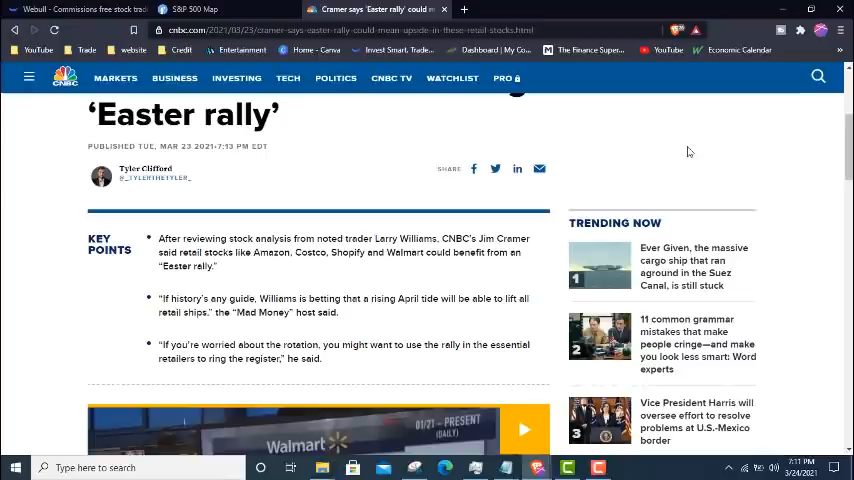 Webull - Commissions free stock trad
S&P 500 Map
Cramer says 'Easter rally' could m
cnbc.com/2021/03/23/cramer-says-easter-rally-could-mean-upside-in-these-retail-stocks.html
YouTube
Trade
website
Credit
Entertainment
Home - Canva
Invest Smart, Trade...
Dashboard | My Co...
The Finance Super...
YouTube
Economic Calendar
CNBC
MARKETS
BUSINESS
INVESTING
TECH
POLITICS
CNBC TV
WATCHLIST
PRO
'Easter rally'
PUBLISHED TUE, MAR 23 2021•7:13 PM EDT
Tyler Clifford
@_TYLERTHETYLER_
SHARE
KEY
POINTS
After reviewing stock analysis from noted trader Larry Williams, CNBC's Jim Cramer
said retail stocks like Amazon, Costco, Shopify and Walmart could benefit from an
"Easter rally."
"If history's any guide, Williams is betting that a rising April tide will be able to lift all
retail ships." the "Mad Money" host said.
"If you're worried about the rotation, you might want to use the rally in the essential
retailers to ring the register," he said.
Walmart
01/21 - PRESENT
(DAILY)
TRENDING NOW
1
Ever Given, the massive
cargo ship that ran
aground in the Suez
Canal, is still stuck
2
11 common grammar
mistakes that make
people cringe—and make
you look less smart: Word
experts
3
Vice President Harris will
oversee effort to resolve
problems at U.S.-Mexico
border
Type here to search
7:11 PM
3/24/2021